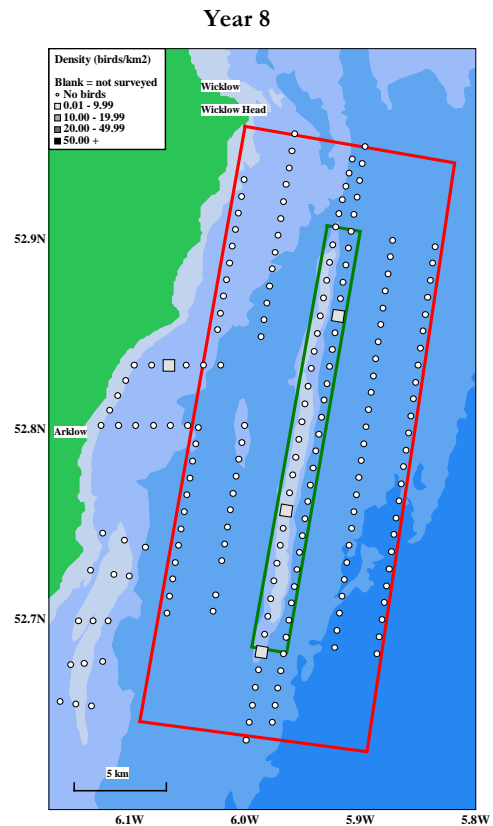 Year 8
Density (birds/km2)
Blank = not surveyed
No birds
0.01 - 9.99
10.00 - 19.99
20.00 - 49.99
50.00 +
Wicklow
Wicklow Head
52.9N
52.8N
Arklow
52.7N
5 km
6.1W 6.0W 5.9W 5.8W